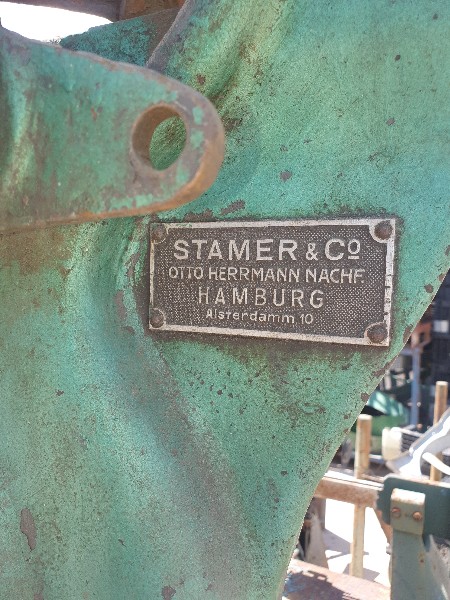 STAMER & Cº
OTTO HERRMANN NACHF.
HAMBURG
Alsterdamm 10